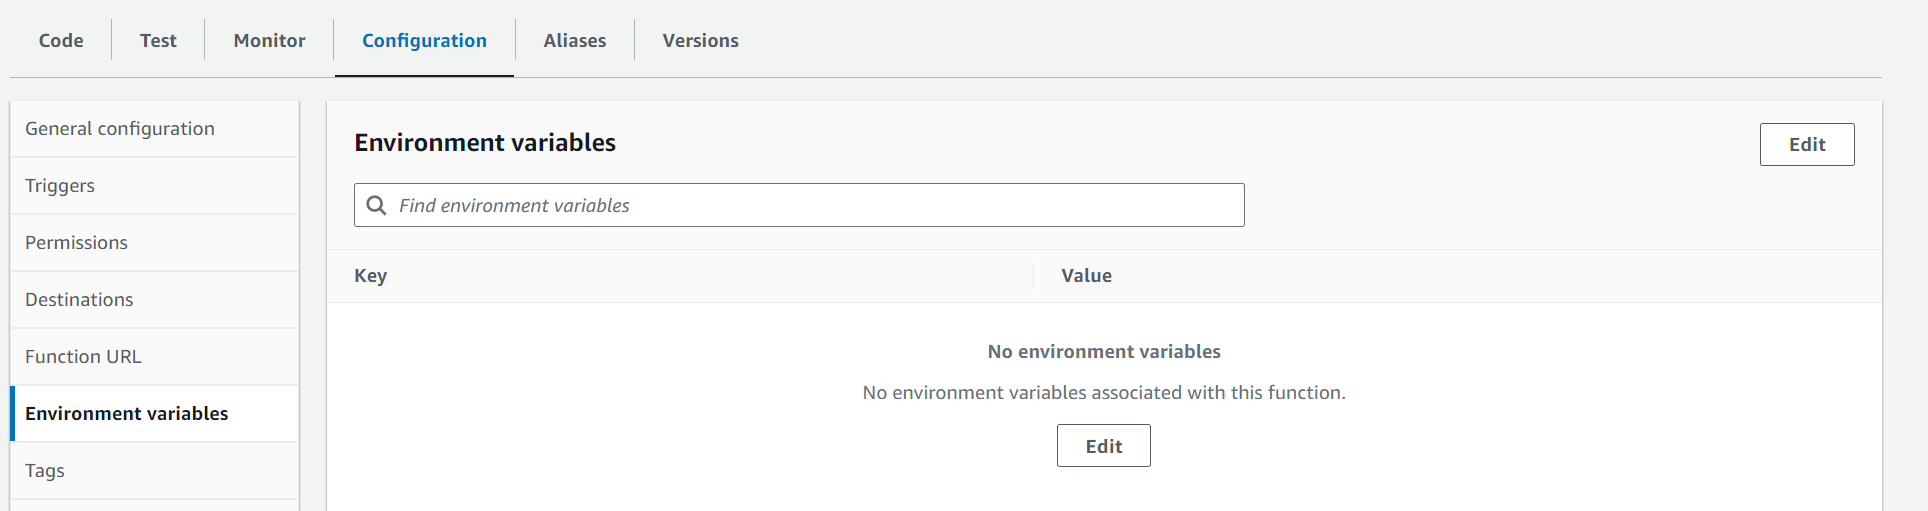 Code Test Monitor Configuration Aliases Versions
General configuration
Triggers
Permissions
Destinations
Function URL
Environment variables
Tags
Environment variables
Edit
Find environment variables
Key Value
No environment variables
No environment variables associated with this function.
Edit